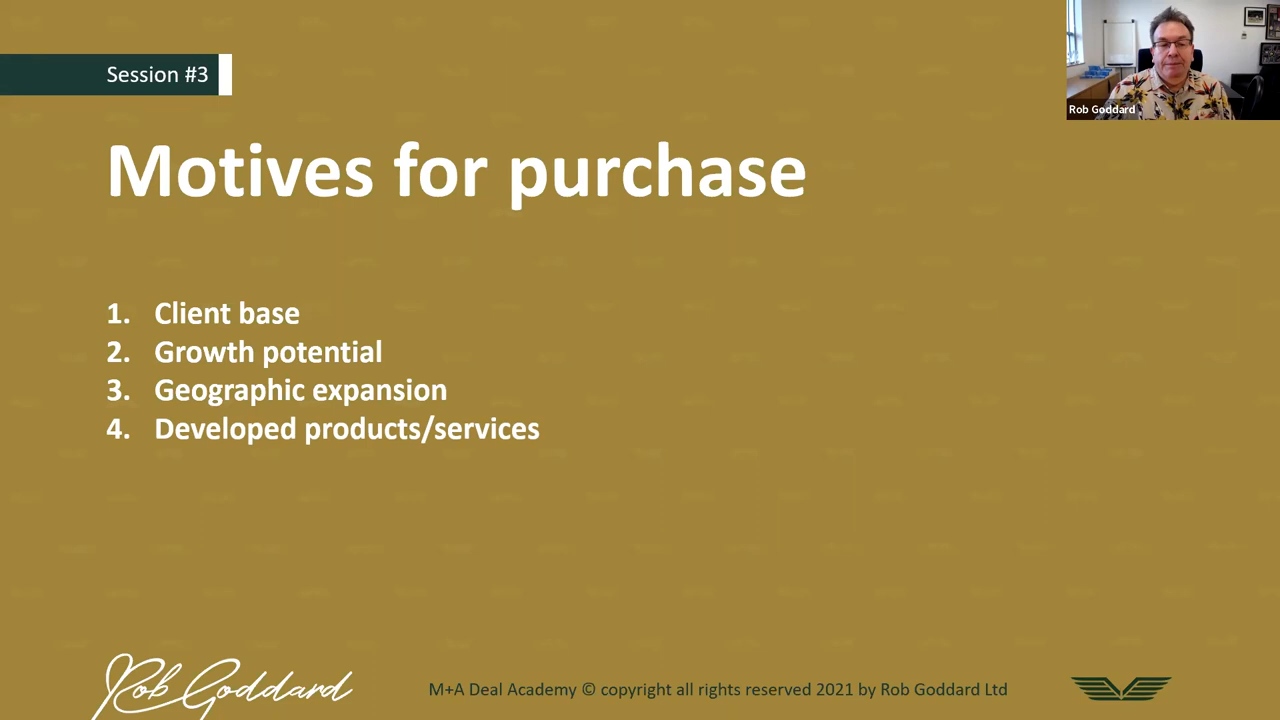 Session #3
Rob Goddard
Motives for purchase
1. Client base
2. Growth potential
3. Geographic expansion
4. Developed products/services
Rob Goddard
M+A Deal Academy © copyright all rights reserved 2021 by Rob Goddard Ltd